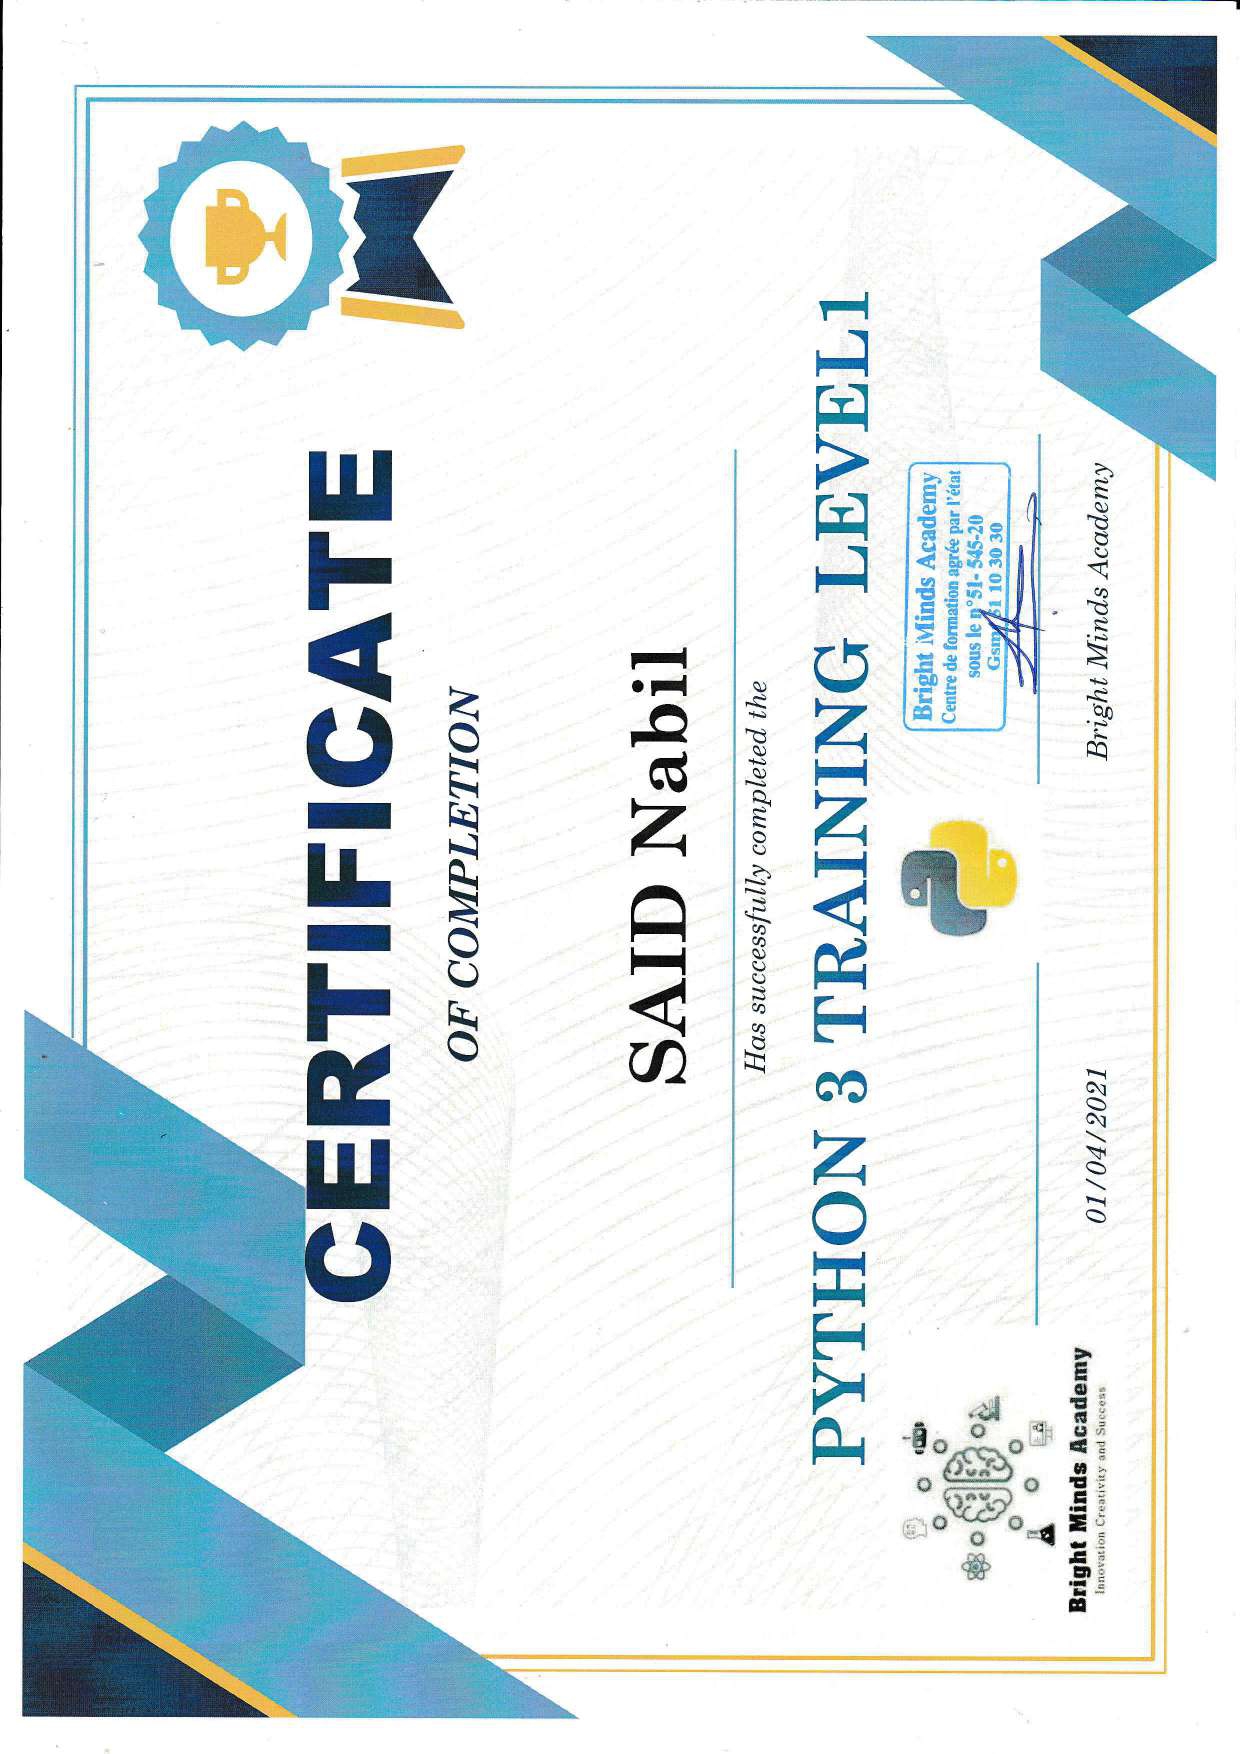 CERTIFICATE
OF COMPLETION
SAID Nabil
Has successfully completed the
PYTHON 3 TRAINING LEVEL1
Bright Minds Academy
Centre de formation agrée par l'état
sous le n°51- 545-20
Gsm 51 10 30 30
01/04/2021
Bright Minds Academy
Bright Minds Academy
Innovation Creativity and Success